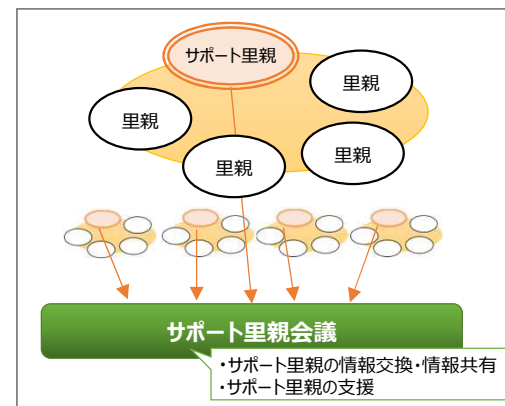 サポート里親
里親
里親
里親
里親
サポート里親会議
・サポート里親の情報交換・情報共有
・サポート里親の支援